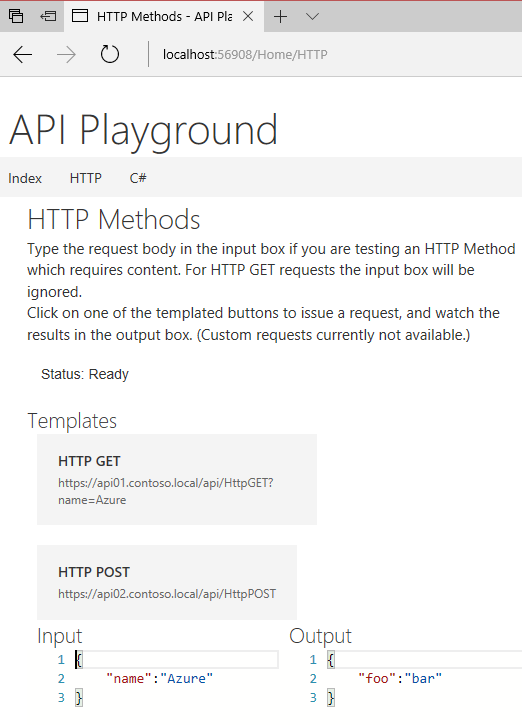 HTTP Methods - API Pla
localhost:56908/Home/HTTP
API Playground
Index HTTP C#
HTTP Methods
Type the request body in the input box if you are testing an HTTP Method
which requires content. For HTTP GET requests the input box will be
ignored.
Click on one of the templated buttons to issue a request, and watch the
results in the output box. (Custom requests currently not available.)
Status: Ready
Templates
HTTP GET
https://api01.contoso.local/api/HttpGET?
name=Azure
HTTP POST
https://api02.contoso.local/api/HttpPOST
Input
1 {
2 "name":"Azure"
3 }
Output
1 {
2 "foo":"bar"
3 }